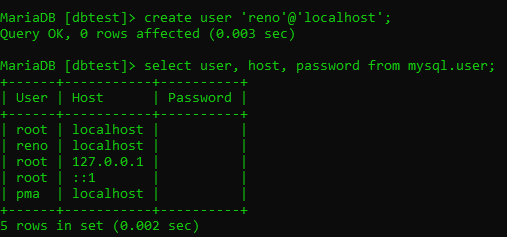 MariaDB [dbtest]> create user 'reno'@'localhost';
Query OK, 0 rows affected (0.003 sec)

MariaDB [dbtest]> select user, host, password from mysql.user;
+------+-----------+----------+
| User | Host      | Password |
+------+-----------+----------+
| root | localhost |          |
| reno | localhost |          |
| root | 127.0.0.1 |          |
| root | ::1       |          |
| pma  | localhost |          |
+------+-----------+----------+
5 rows in set (0.002 sec)